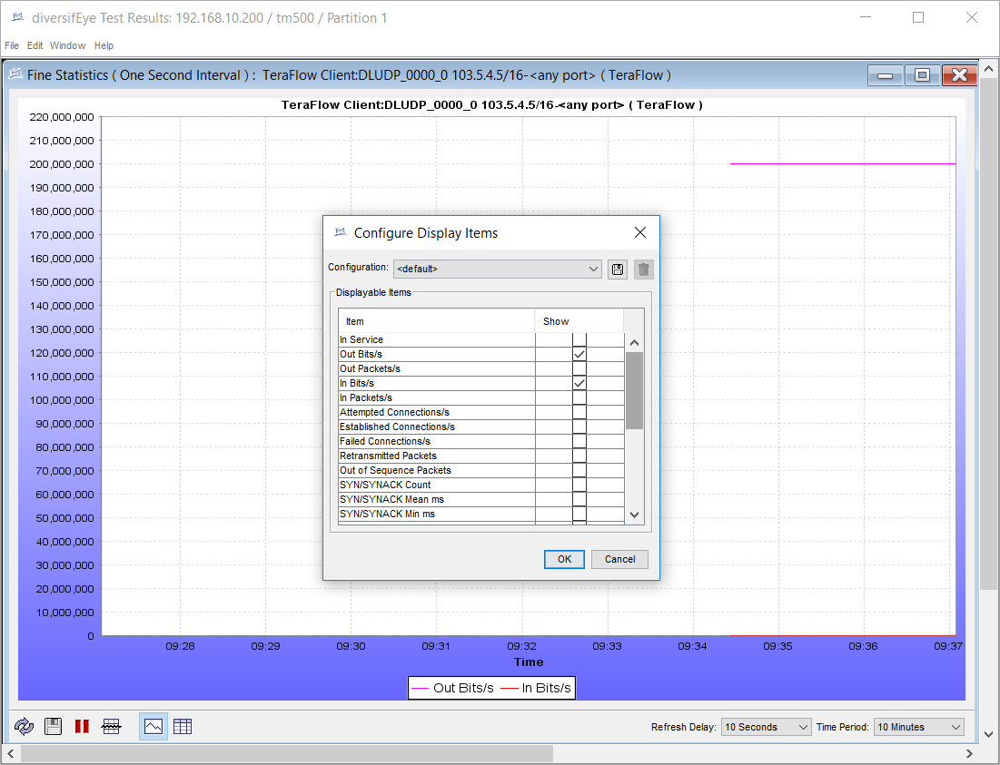 diversifEye Test Results: 192.168.10.200 / tm500 / Partition 1
File Edit Window Help
Fine Statistics ( One Second Interval ) : TeraFlow Client:DLUDP_0000_0 103.5.4.5/16-<any port> ( TeraFlow )
TeraFlow Client:DLUDP_0000_0 103.5.4.5/16-<any port> ( TeraFlow )
220,000,000
210,000,000
200,000,000
190,000,000
180,000,000
170,000,000
160,000,000
150,000,000
140,000,000
130,000,000
120,000,000
110,000,000
100,000,000
90,000,000
80,000,000
70,000,000
60,000,000
50,000,000
40,000,000
30,000,000
20,000,000
10,000,000
0
Configure Display Items
Configuration: <default>
Displayable Items
Item Show
In Service
Out Bits/s
Out Packets/s
In Bits/s
In Packets/s
Attempted Connections/s
Established Connections/s
Failed Connections/s
Retransmitted Packets
Out of Sequence Packets
SYN/SYNACK Count
SYN/SYNACK Mean ms
SYN/SYNACK Min ms
OK Cancel
09:28 09:29 09:30 09:31 09:32 09:33 09:34 09:35 09:36 09:37
Time
Out Bits/s In Bits/s
Refresh Delay: 10 Seconds Time Period: 10 Minutes